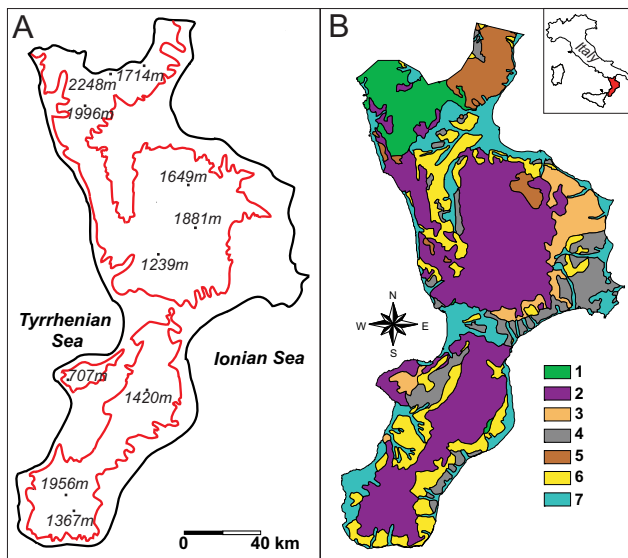 A
1714m
2248m
1996m
1649m
1881m
1239m
Tyrrhenian
Sea
Ionian Sea
707m
1420m
1956m
1367m
0
40 km
B
Italy
N
W
E
S
1
2
3
4
5
6
7